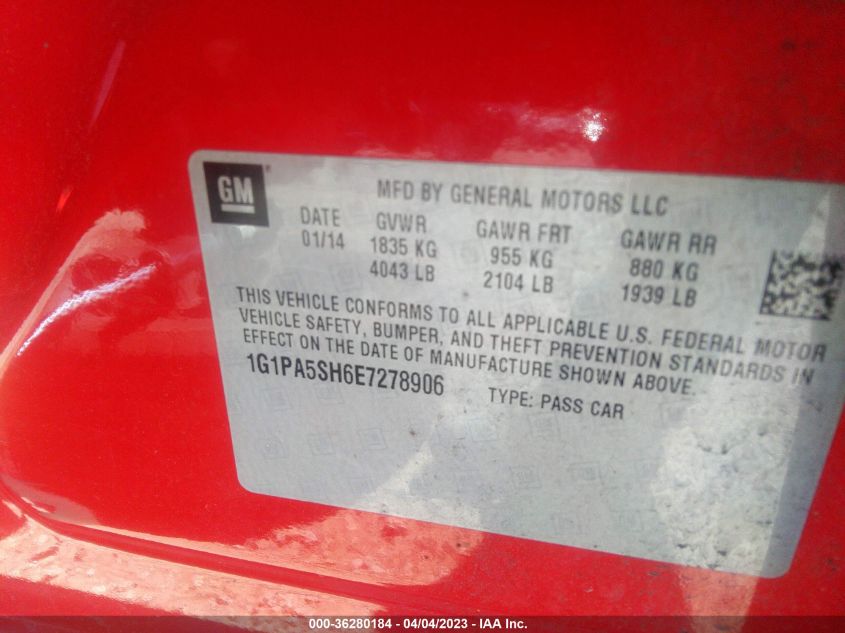 GM
MFD BY GENERAL MOTORS LLC
DATE GVWR GAWR FRT GAWR RR
01/14 1835 KG 955 KG 880 KG
4043 LB 2104 LB 1939 LB
THIS VEHICLE CONFORMS TO ALL APPLICABLE U.S. FEDERAL MOTOR
VEHICLE SAFETY, BUMPER, AND THEFT PREVENTION STANDARDS IN
EFFECT ON THE DATE OF MANUFACTURE SHOWN ABOVE.
1G1PA5SH6E7278906 TYPE: PASS CAR
000-36280184 - 04/04/2023 - IAA Inc.